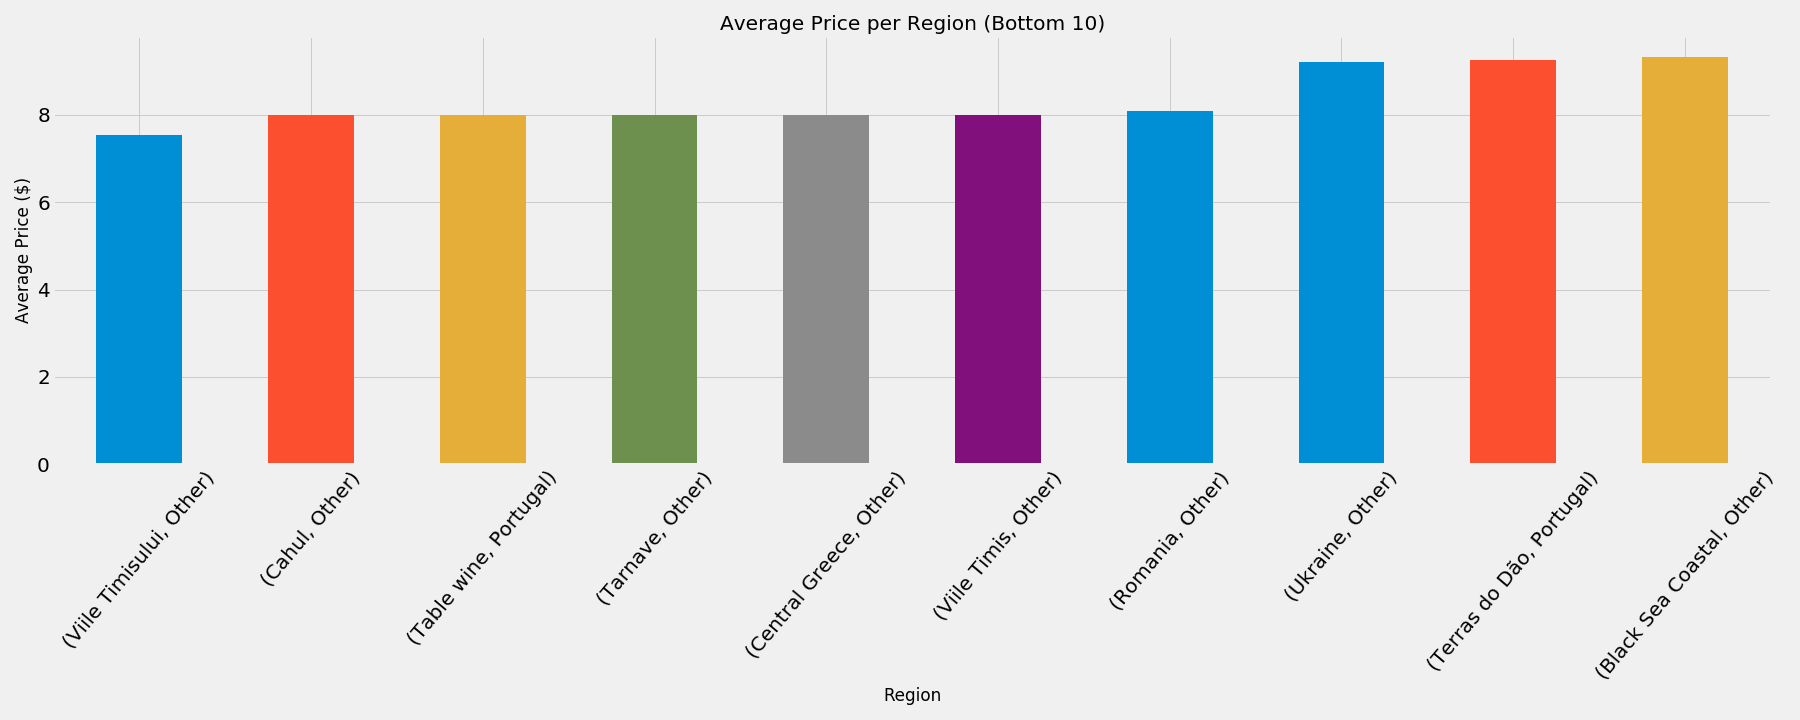 Average Price per Region (Bottom 10)
Average Price ($)
8
6
4
2
0
(Viile Timisului, Other)
(Cahul, Other)
(Table wine, Portugal)
(Tarnave, Other)
(Central Greece, Other)
(Viile Timis, Other)
(Romania, Other)
(Ukraine, Other)
(Terras do Dão, Portugal)
(Black Sea Coastal, Other)
Region